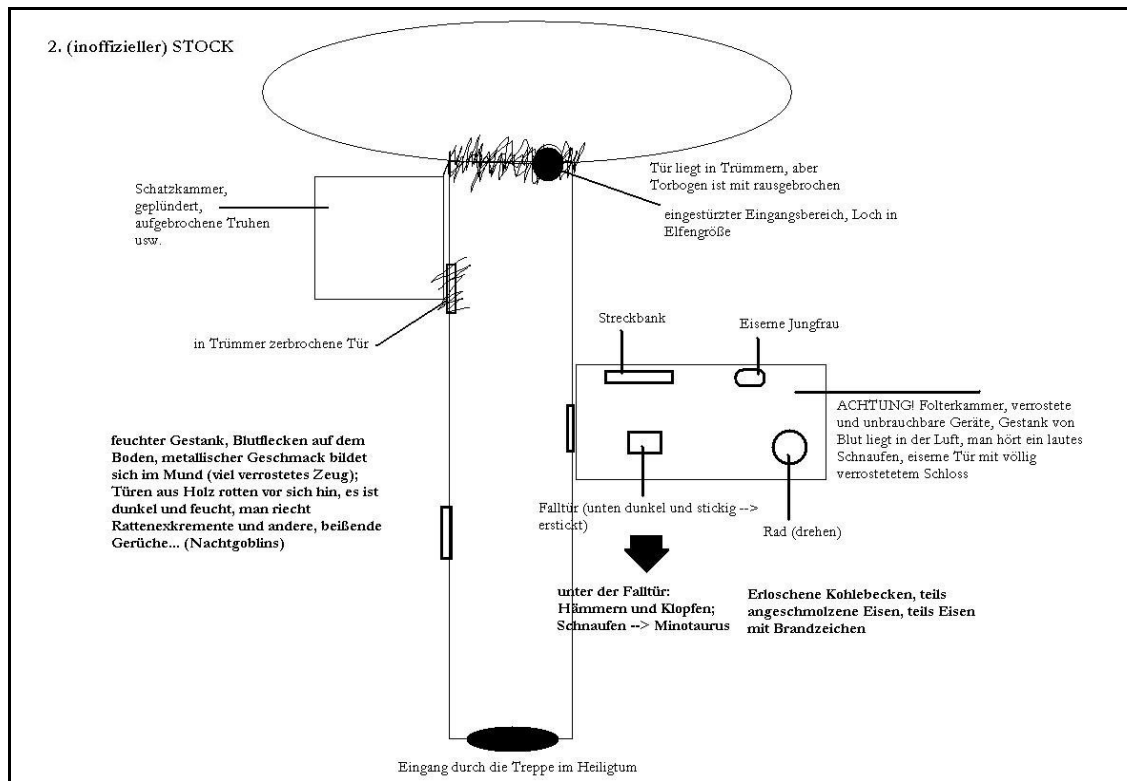 2. (inoffizieller) STOCK
Tür liegt in Trümmern, aber
Torbogen ist mit rausgebrochen
eingestürzter Eingangsbereich, Loch in
Elfengröße
Schatzkammer,
geplündert,
aufgebrochene Truhen
usw.
in Trümmer zerbrochene Tür
Streckbank
Eiserne Jungfrau
ACHTUNG! Folterkammer, verrostete
und unbrauchbare Geräte, Gestank von
Blut liegt in der Luft, man hört ein lautes
Schnaufen, eiserne Tür mit völlig
verrostetetem Schloss
feuchter Gestank, Blutflecken auf dem
Boden, metallischer Geschmack bildet
sich im Mund (viel verrostetes Zeug);
Türen aus Holz rotten vor sich hin, es ist
dunkel und feucht, man riecht
Rattenexkremente und andere, beißende
Gerüche... (Nachtgoblins)
Falltür (unten dunkel und stickig -->
erstickt)
Rad (drehen)
unter der Falltür:
Hämmern und Klopfen;
Schnaufen --> Minotaurus
Erloschene Kohlebecken, teils
angeschmolzene Eisen, teils Eisen
mit Brandzeichen
Eingang durch die Treppe im Heiligtum